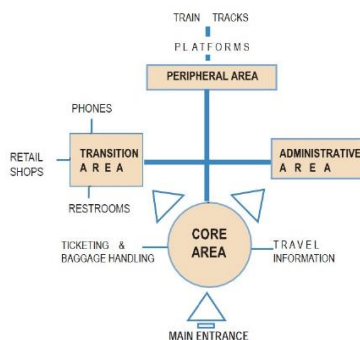 TRAIN TRACKS
PLATFORMS
PERIPHERAL AREA
PHONES
RETAIL
SHOPS
TRANSITION
AREA
RESTROOMS
ADMINISTRATIVE
AREA
CORE
AREA
TICKETING &
BAGGAGE HANDLING
TRAVEL
INFORMATION
MAIN ENTRANCE